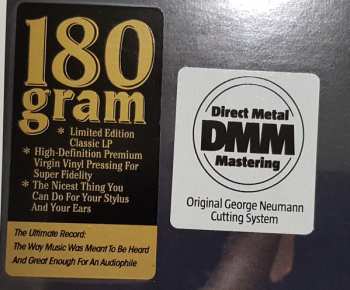 180
gram
* Limited Edition
Classic LP
* High-Definition Premium
Virgin Vinyl Pressing For
Super Fidelity
* The Nicest Thing You
Can Do For Your Stylus
And Your Ears
The Ultimate Record:
The Way Music Was Meant To Be Heard
And Great Enough For An Audiophile
Direct Metal
DMM
Mastering
Original George Neumann
Cutting System